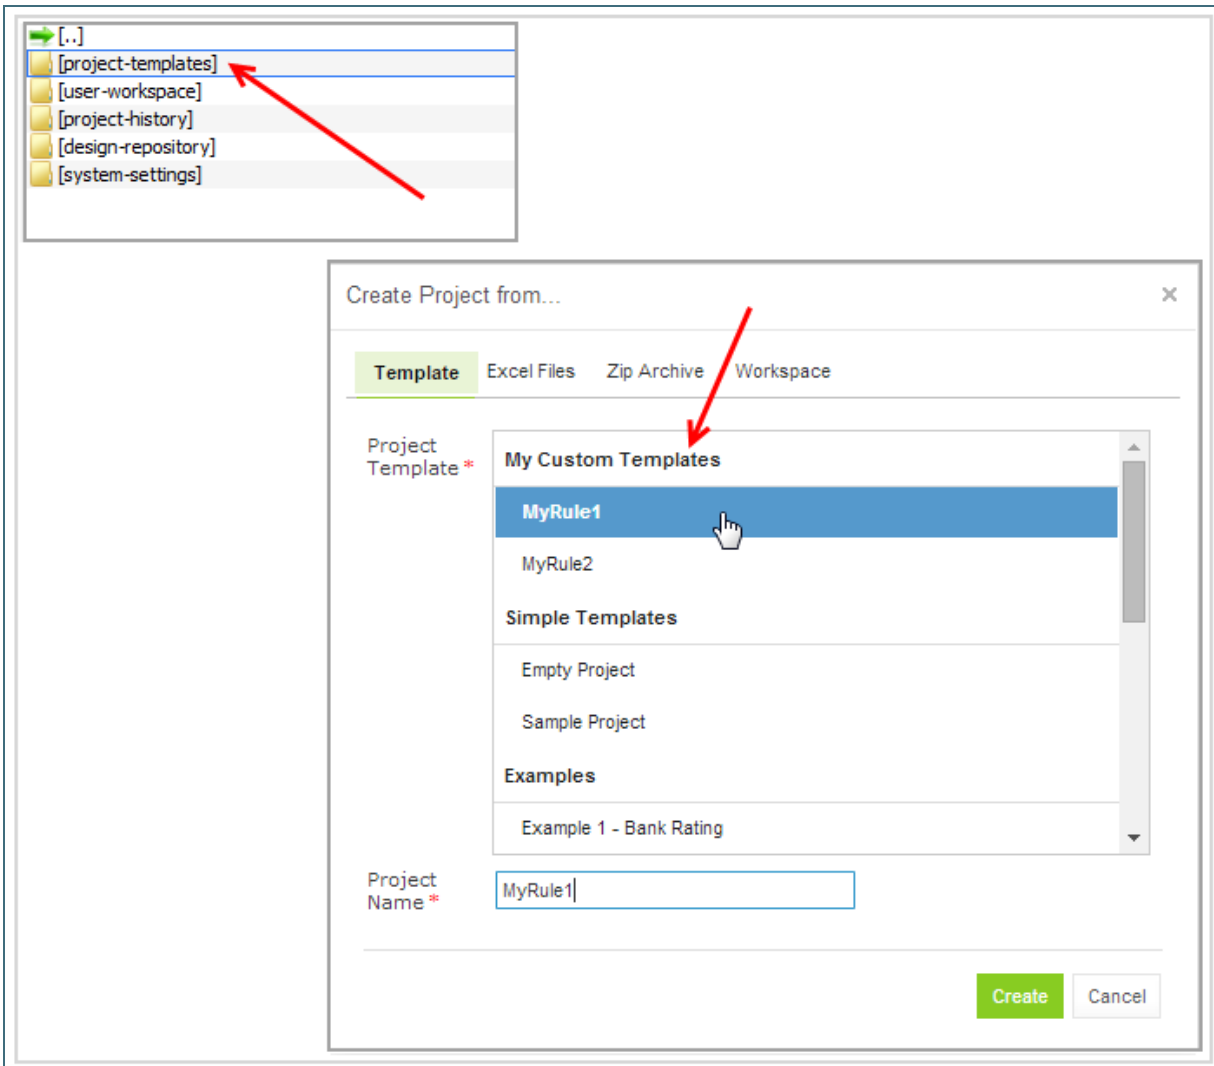 [..]
[project-templates]
[user-workspace]
[project-history]
[design-repository]
[system-settings]
Create Project from...
×
Template Excel Files Zip Archive Workspace
Project
Template *
My Custom Templates
MyRule1
MyRule2
Simple Templates
Empty Project
Sample Project
Examples
Example 1 - Bank Rating
Project
Name *
MyRule1
Create Cancel